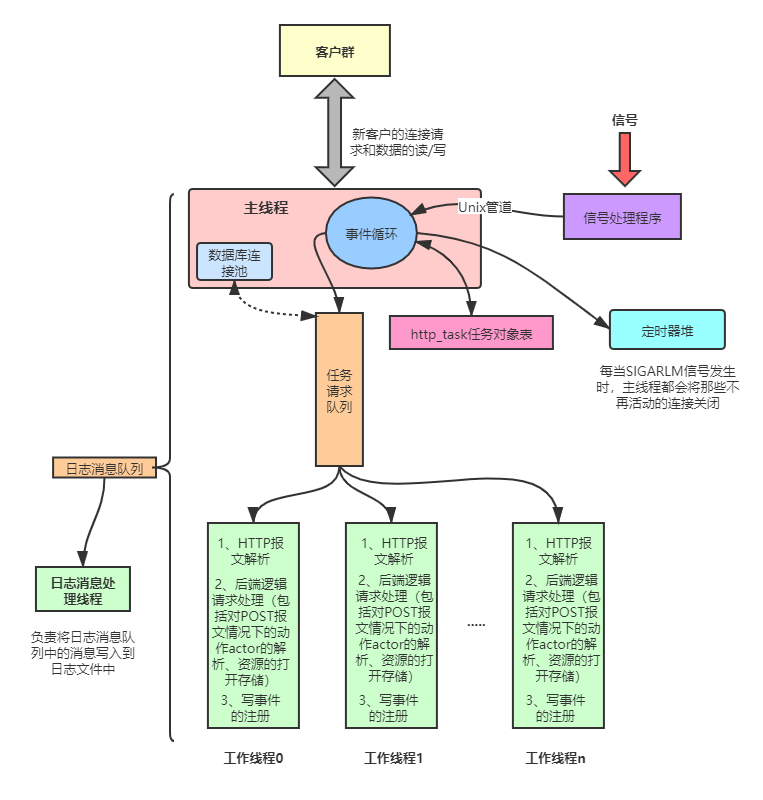 客户群
新客户的连接请
求和数据的读/写
信号
主线程
Unix管道
信号处理程序
事件循环
数据库连
接池
http_task任务对象表
定时器堆
每当SIGARLM信号发生
时，主线程都会将那些不
再活动的连接关闭
任务
请求
队列
日志消息队列
日志消息处
理线程
负责将日志消息队
列中的消息写入到
日志文件中
1、HTTP报
文解析
2、后端逻辑
请求处理（包
括对POST报
文情况下的动
作actor的解
析、资源的打
开存储）
3、写事件
的注册
工作线程0
1、HTTP报
文解析
2、后端逻辑
请求处理（包
括对POST报
文情况下的动
作actor的解
析、资源的打
开存储）
3、写事件
的注册
工作线程1
.....
1、HTTP报
文解析
2、后端逻辑
请求处理（包
括对POST报
文情况下的动
作actor的解
析、资源的打
开存储）
3、写事件
的注册
工作线程n